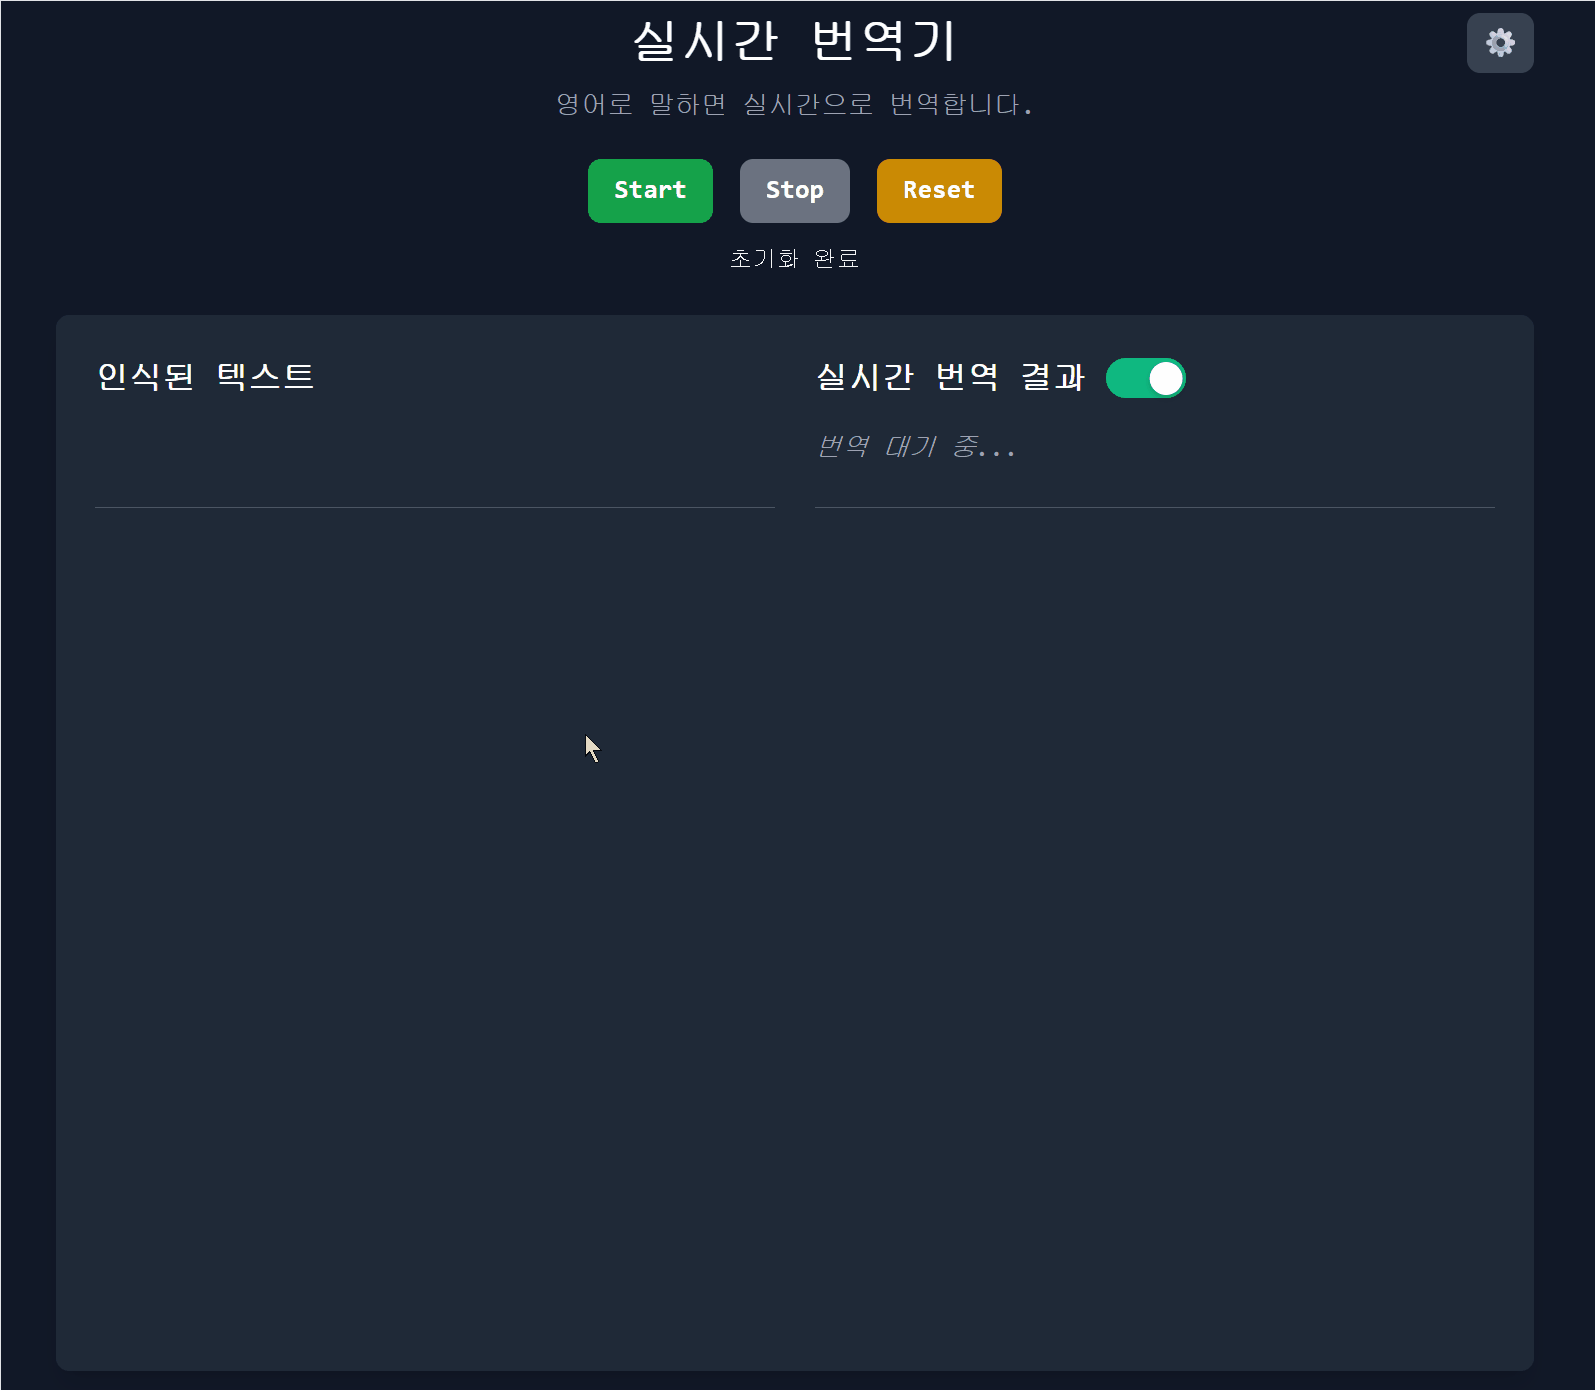 실시간 번역기
영어로 말하면 실시간으로 번역합니다.
Start Stop Reset
초기화 완료
인식된 텍스트
실시간 번역 결과
번역 대기 중...